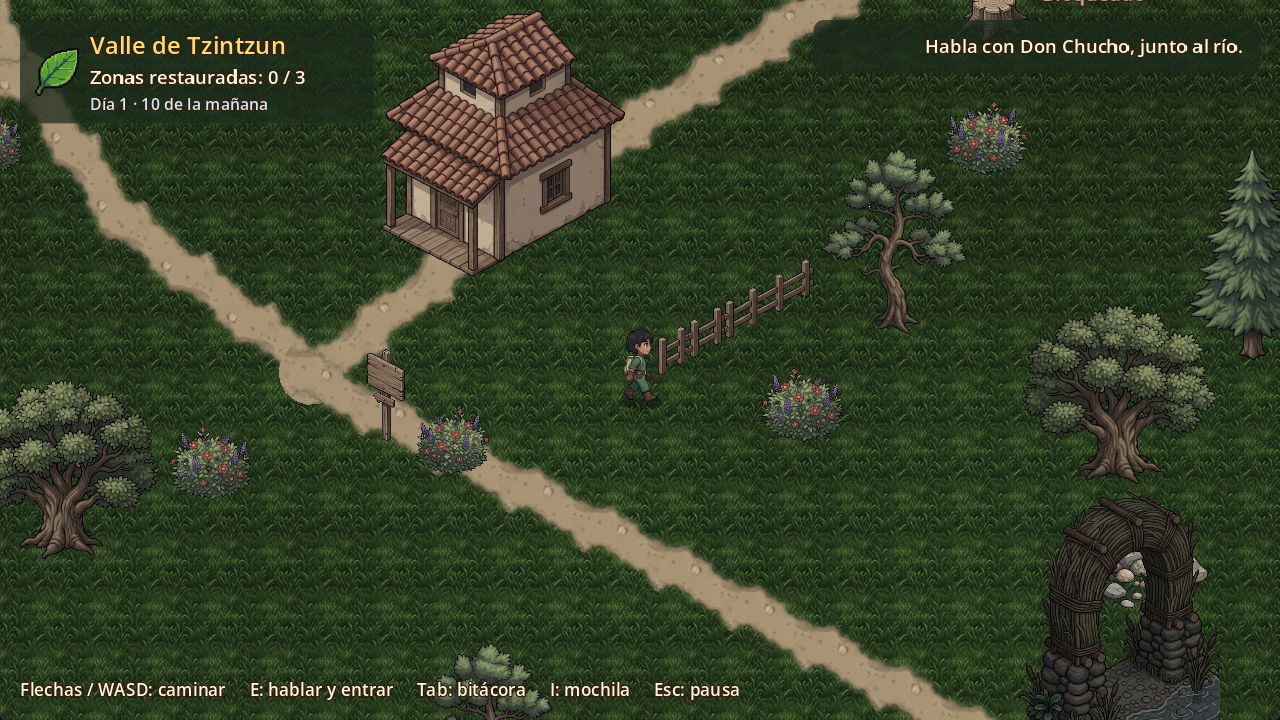 Valle de Tzintzun
Zonas restauradas: 0 / 3
Día 1 · 10 de la mañana
Habla con Don Chucho, junto al río.
Flechas / WASD: caminar E: hablar y entrar Tab: bitácora I: mochila Esc: pausa